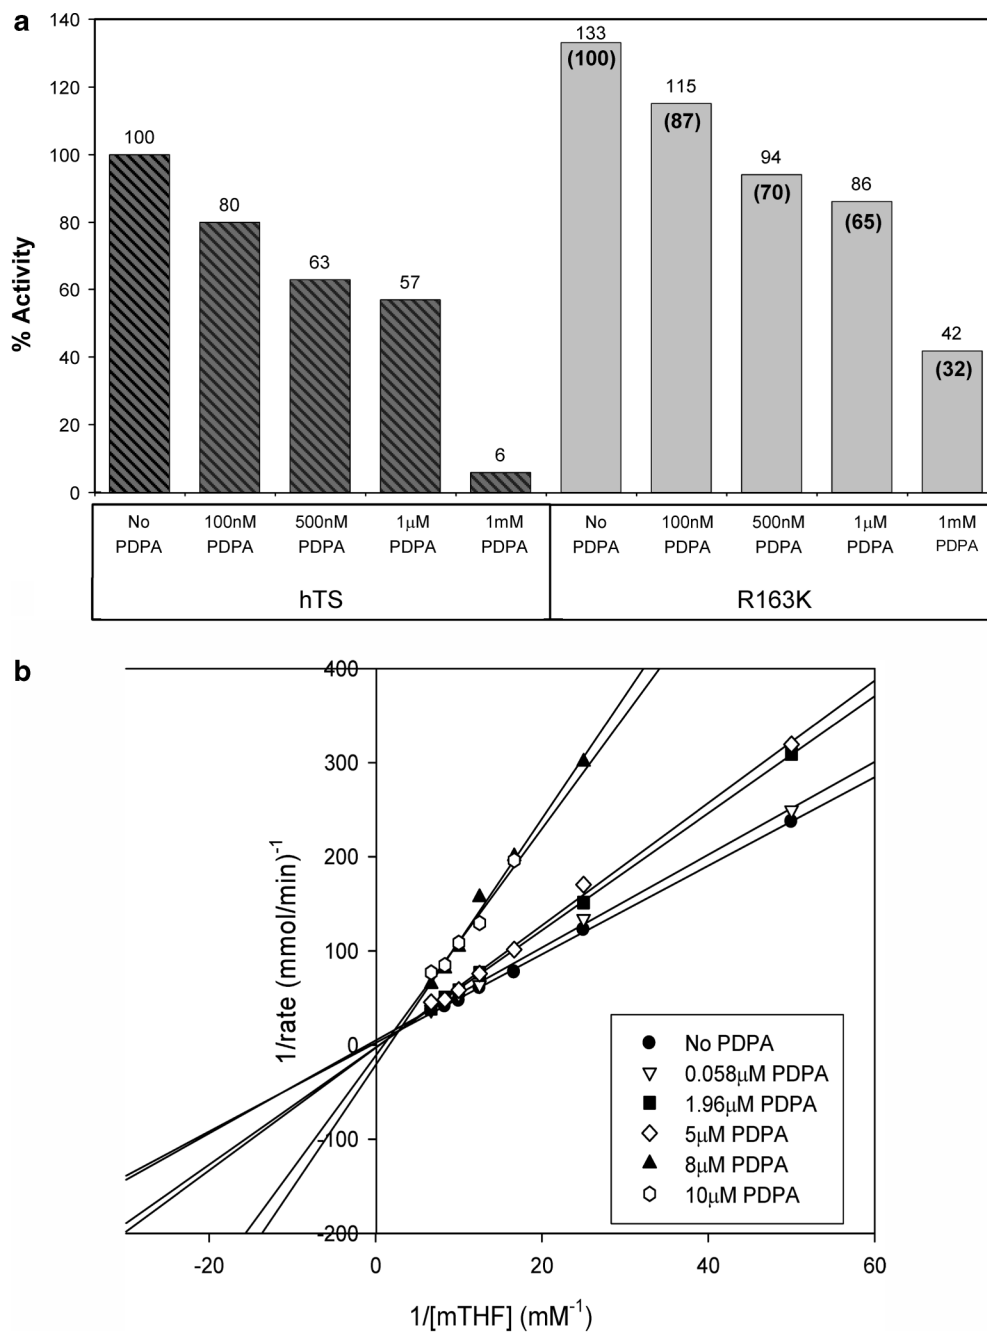 a
140
120
100
80
60
40
20
0
% Activity
100
80
63
57
6
133
(100)
115
(87)
94
(70)
86
(65)
42
(32)
No PDPA
100nM PDPA
500nM PDPA
1μM PDPA
1mM PDPA
No PDPA
100nM PDPA
500nM PDPA
1μM PDPA
1mM PDPA
hTS
R163K
b
400
300
200
100
0
-100
-200
1/rate (mmol/min)⁻¹
-20
0
20
40
60
1/[mTHF] (mM⁻¹)
No PDPA
0.058μM PDPA
1.96μM PDPA
5μM PDPA
8μM PDPA
10μM PDPA